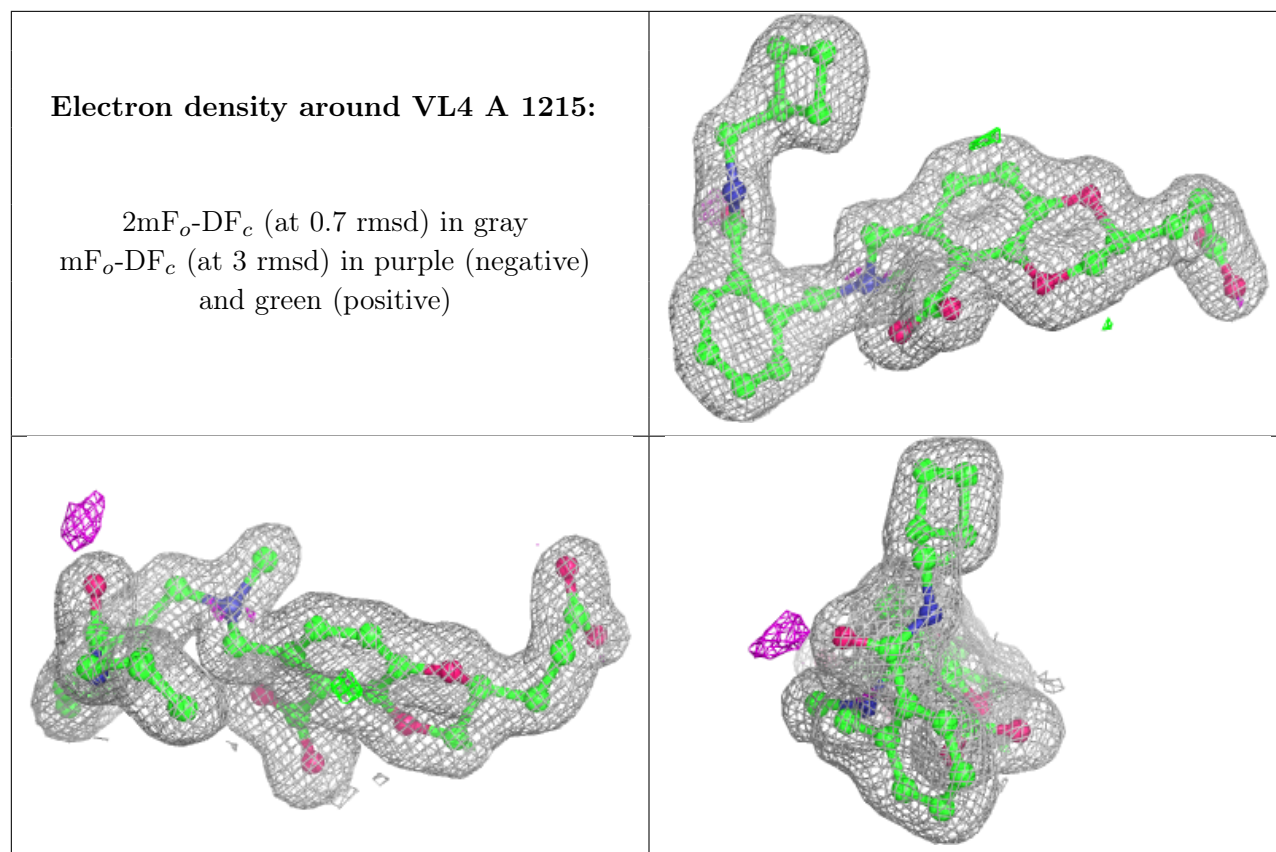 Electron density around VL4 A 1215:
2mFₒ-DF𝒸 (at 0.7 rmsd) in gray
mFₒ-DF𝒸 (at 3 rmsd) in purple (negative)
and green (positive)